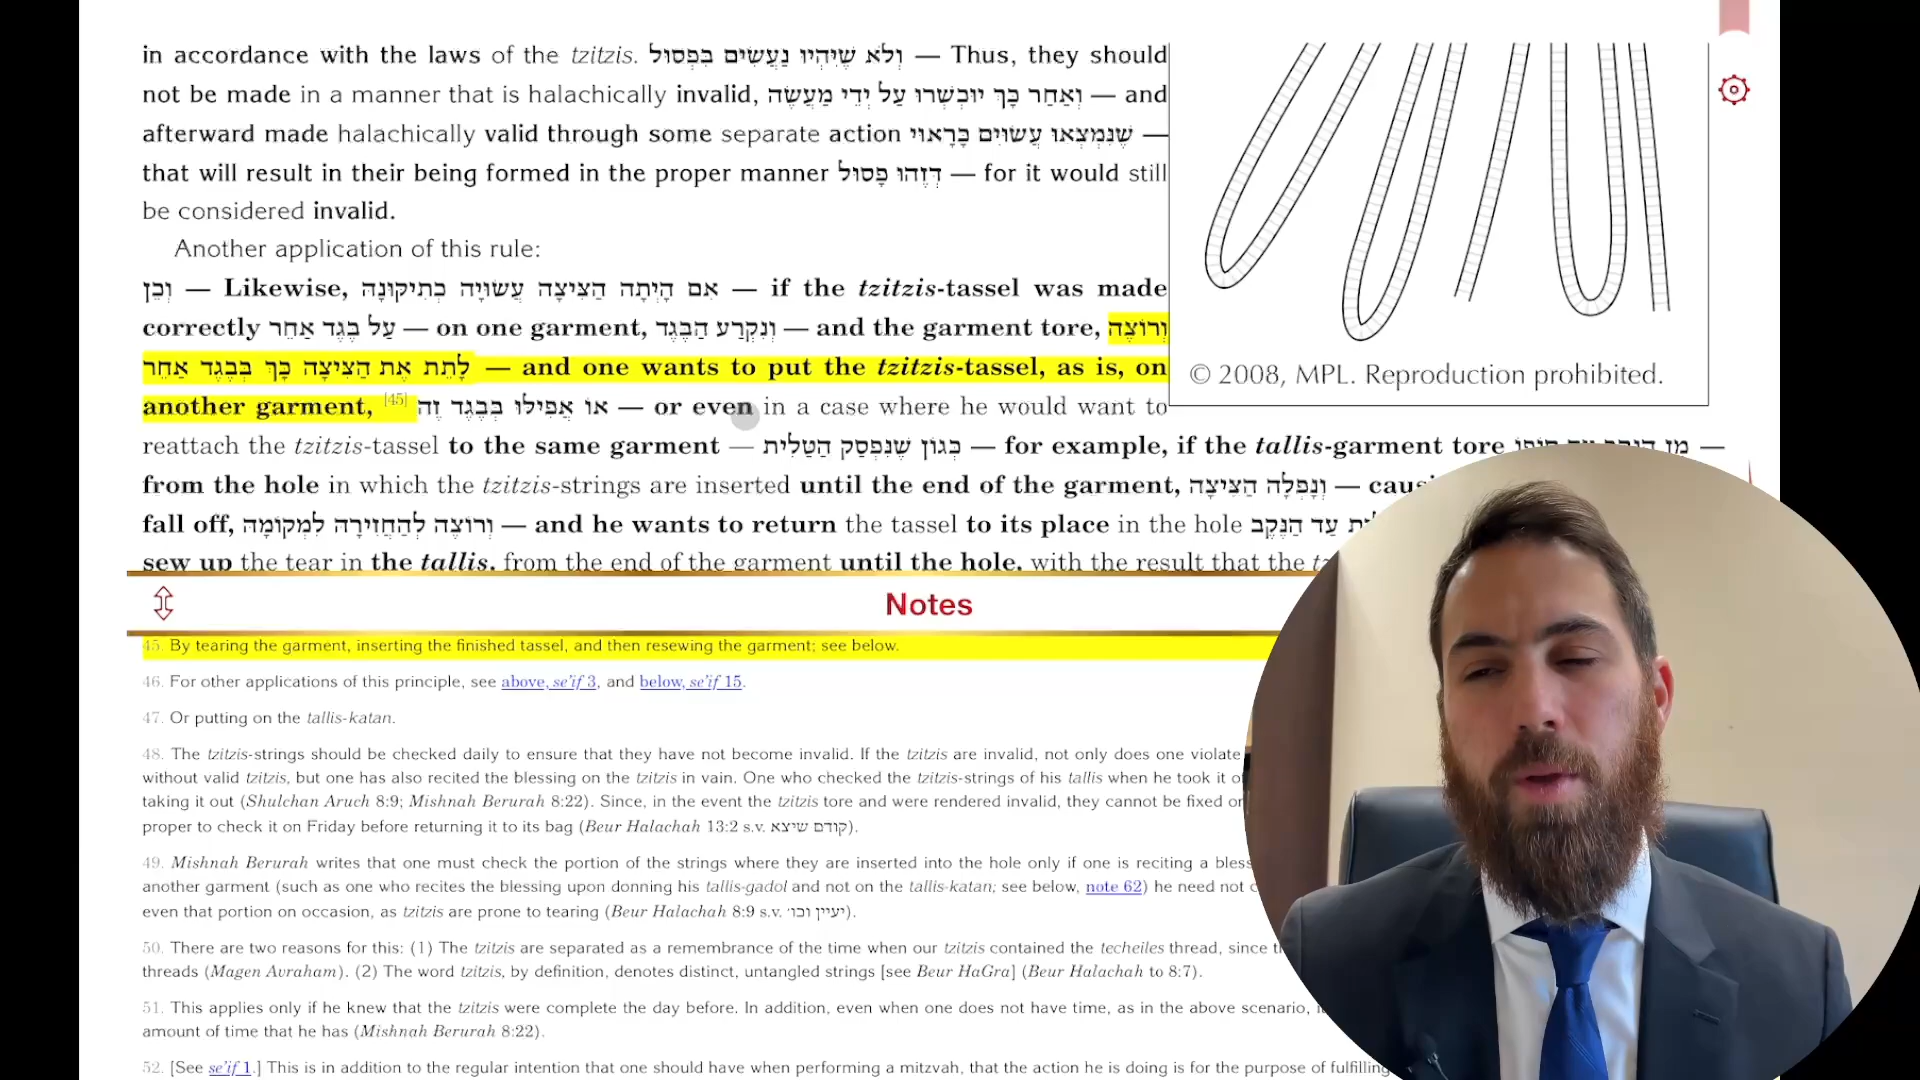 in accordance with the laws of the tzitzis. וְלֹא שֶׁיִּהְיוּ נַעֲשִׂים בִּפְסוּל — Thus, they should
not be made in a manner that is halachically invalid, וְאַחַר כָּךְ יוּכְשְׁרוּ עַל יְדֵי מַעֲשֶׂה — and
afterward made halachically valid through some separate action שֶׁנִּמְצְאוּ עֲשׂוּיִם כָּרָאוּי —
that will result in their being formed in the proper manner דְּזֶהוּ פָּסוּל — for it would still
be considered invalid.
Another application of this rule:
וְכֵן — Likewise, אִם הָיְתָה הַצִּיצָה עֲשׂוּיָה כְתִיקוּנָהּ — if the tzitzis-tassel was made
correctly עַל בֶּגֶד אַחֵר — on one garment, וְנִקְרַע הַבֶּגֶד — and the garment tore, וְרוֹצֶה
לָתֵת אֶת הַצִּיצָה כָּךְ בְּבֶגֶד אַחֵר — and one wants to put the tzitzis-tassel, as is, on
another garment, [45] אוֹ אֲפִילּוּ בְּבֶגֶד זֶה — or even in a case where he would want to
reattach the tzitzis-tassel to the same garment — כְּגוֹן שֶׁנִּפְסַק הַטַּלִּית — for example, if the tallis-garment tore מִן —
from the hole in which the tzitzis-strings are inserted until the end of the garment, וְנָפְלָה הַצִּיצָה —
fall off, וְרוֹצֶה לְהַחֲזִירָהּ לִמְקוֹמָהּ — and he wants to return the tassel to its place in the hole עַד הַנֶּקֶב
sew up the tear in the tallis, from the end of the garment until the hole, with the result that the
© 2008, MPL. Reproduction prohibited.
Notes
45. By tearing the garment, inserting the finished tassel, and then resewing the garment; see below.
46. For other applications of this principle, see above, se'if 3, and below, se'if 15.
47. Or putting on the tallis-katan.
48. The tzitzis-strings should be checked daily to ensure that they have not become invalid. If the tzitzis are invalid, not only does one violate
without valid tzitzis, but one has also recited the blessing on the tzitzis in vain. One who checked the tzitzis-strings of his tallis when he took it
taking it out (Shulchan Aruch 8:9; Mishnah Berurah 8:22). Since, in the event the tzitzis tore and were rendered invalid, they cannot be fixed or
proper to check it on Friday before returning it to its bag (Beur Halachah 13:2 s.v. קודם שיצא).
49. Mishnah Berurah writes that one must check the portion of the strings where they are inserted into the hole only if one is reciting a
another garment (such as one who recites the blessing upon donning his tallis-gadol and not on the tallis-katan; see below, note 62) he need not
even that portion on occasion, as tzitzis are prone to tearing (Beur Halachah 8:9 s.v. יעיין וכו').
50. There are two reasons for this: (1) The tzitzis are separated as a remembrance of the time when our tzitzis contained the techeiles thread, since
threads (Magen Avraham). (2) The word tzitzis, by definition, denotes distinct, untangled strings [see Beur HaGra] (Beur Halachah to 8:7).
51. This applies only if he knew that the tzitzis were complete the day before. In addition, even when one does not have time, as in the above scenario,
amount of time that he has (Mishnah Berurah 8:22).
52. [See se'if 1.] This is in addition to the regular intention that one should have when performing a mitzvah, that the action he is doing is for the purpose of fulfilling